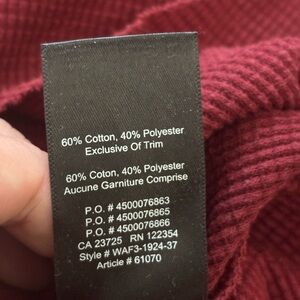 60% Cotton, 40% Polyester
Exclusive Of Trim
60% Coton, 40% Polyester
Aucune Garniture Comprise
P.O. # 4500076863
P.O. # 4500076865
P.O. # 4500076866
CA 23725 RN 122354
Style # WAF3-1924-37
Article # 61070